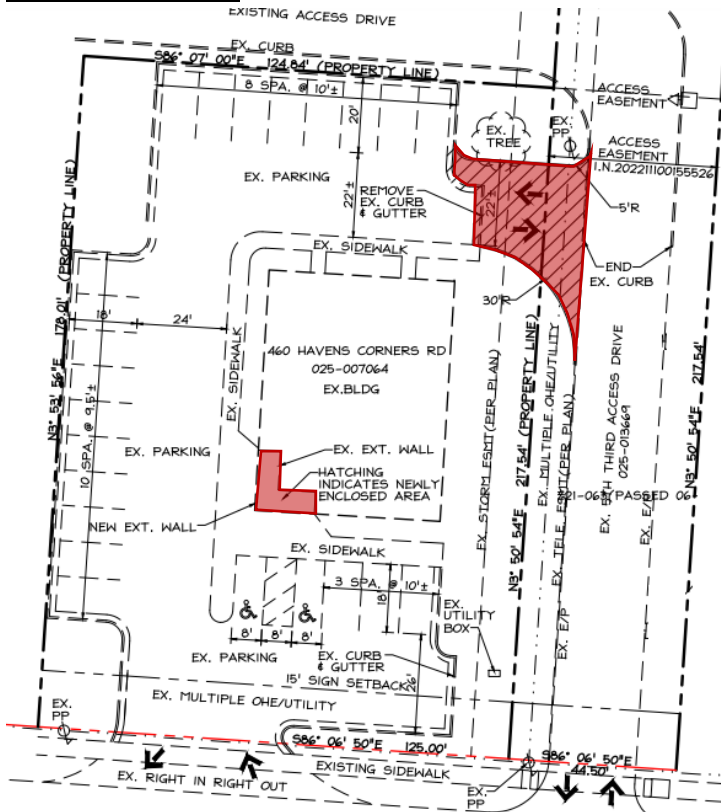 EXISTING ACCESS DRIVE
EX. CURB
S86° 07' 00"E 124.84' (PROPERTY LINE)
8 SPA. @ 10'±
20'
ACCESS
EASEMENT
EX.
TREE
EX.
PP
ACCESS
EASEMENT
I.N.202211100155526
EX. PARKING
22'±
REMOVE
EX. CURB
& GUTTER
22'±
5'R
EX. SIDEWALK
END
EX. CURB
30'R
N3° 53' 56"E 178.01' (PROPERTY LINE)
18'
24'
EX. SIDEWALK
460 HAVENS CORNERS RD
025-007064
EX.BLDG
10 SPA. @ 9.5'±
EX. PARKING
EX. EXT. WALL
HATCHING
INDICATES NEWLY
ENCLOSED AREA
NEW EXT. WALL
EX. STORM ESMT(PER PLAN)
N3° 50' 54"E 217.54' (PROPERTY LINE)
EX. MULTIPLE OHE/UTILITY
EX. TELE. ESMT(PER PLAN)
EX. E/P
EX. 5TH THIRD ACCESS DRIVE
025-013669
EX. E/P
N3° 50' 54"E 217.54'
(PASSED 06
EX. SIDEWALK
3 SPA. @ 10'±
18'
EX.
UTILITY
BOX
8' 8' 8'
EX. PARKING
EX. CURB
& GUTTER
15' SIGN SETBACK
26'
EX. MULTIPLE OHE/UTILITY
EX.
PP
S86° 06' 50"E 125.00'
S86° 06' 50"E
44.50'
EXISTING SIDEWALK
EX. RIGHT IN RIGHT OUT
EX.
PP